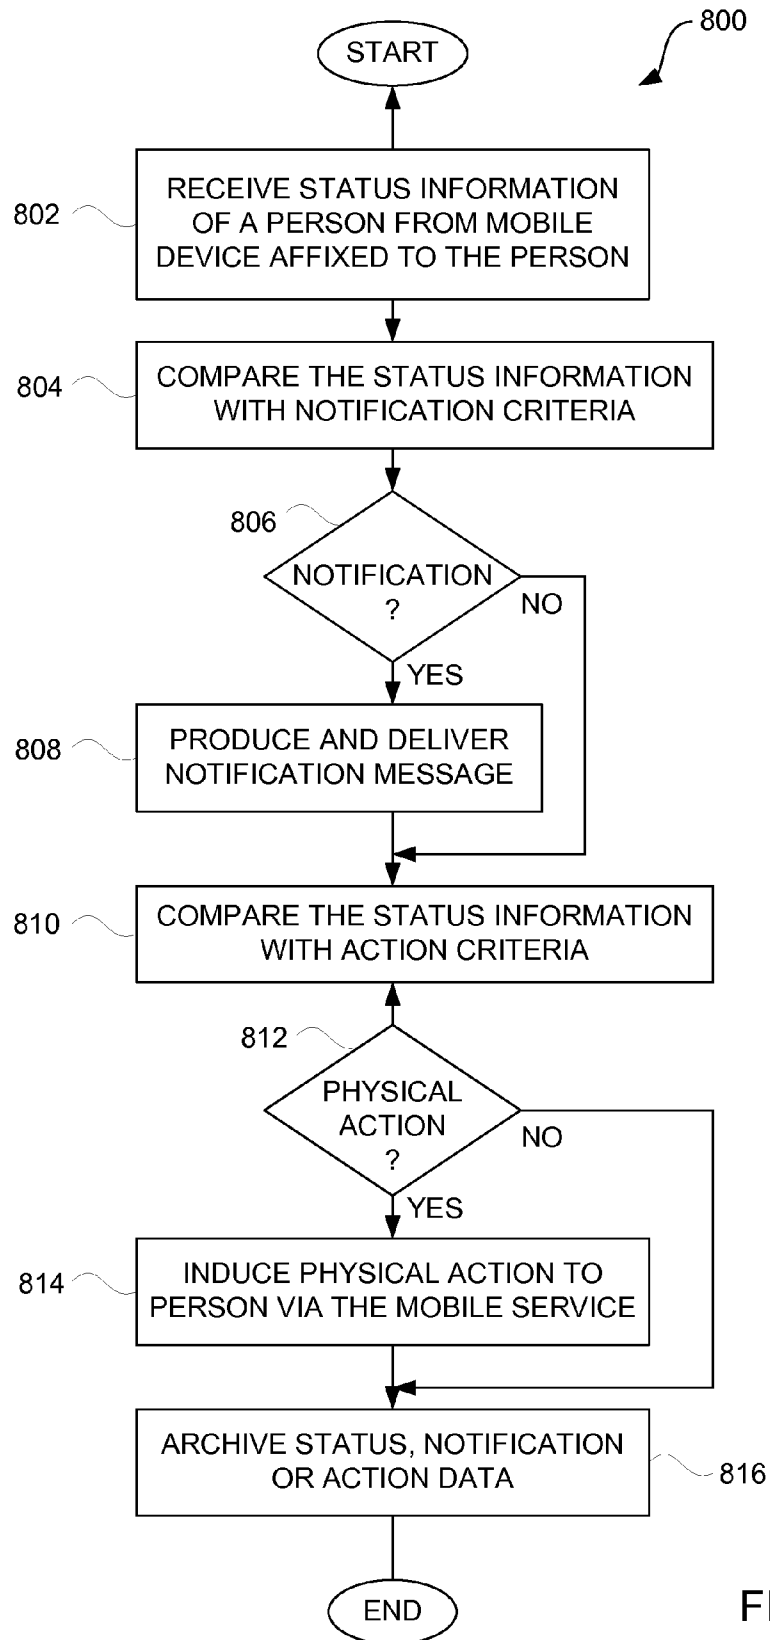 800
START
802
RECEIVE STATUS INFORMATION
OF A PERSON FROM MOBILE
DEVICE AFFIXED TO THE PERSON
804
COMPARE THE STATUS INFORMATION
WITH NOTIFICATION CRITERIA
806
NOTIFICATION
?
NO
YES
808
PRODUCE AND DELIVER
NOTIFICATION MESSAGE
810
COMPARE THE STATUS INFORMATION
WITH ACTION CRITERIA
812
PHYSICAL
ACTION
?
NO
YES
814
INDUCE PHYSICAL ACTION TO
PERSON VIA THE MOBILE SERVICE
ARCHIVE STATUS, NOTIFICATION
OR ACTION DATA
816
END